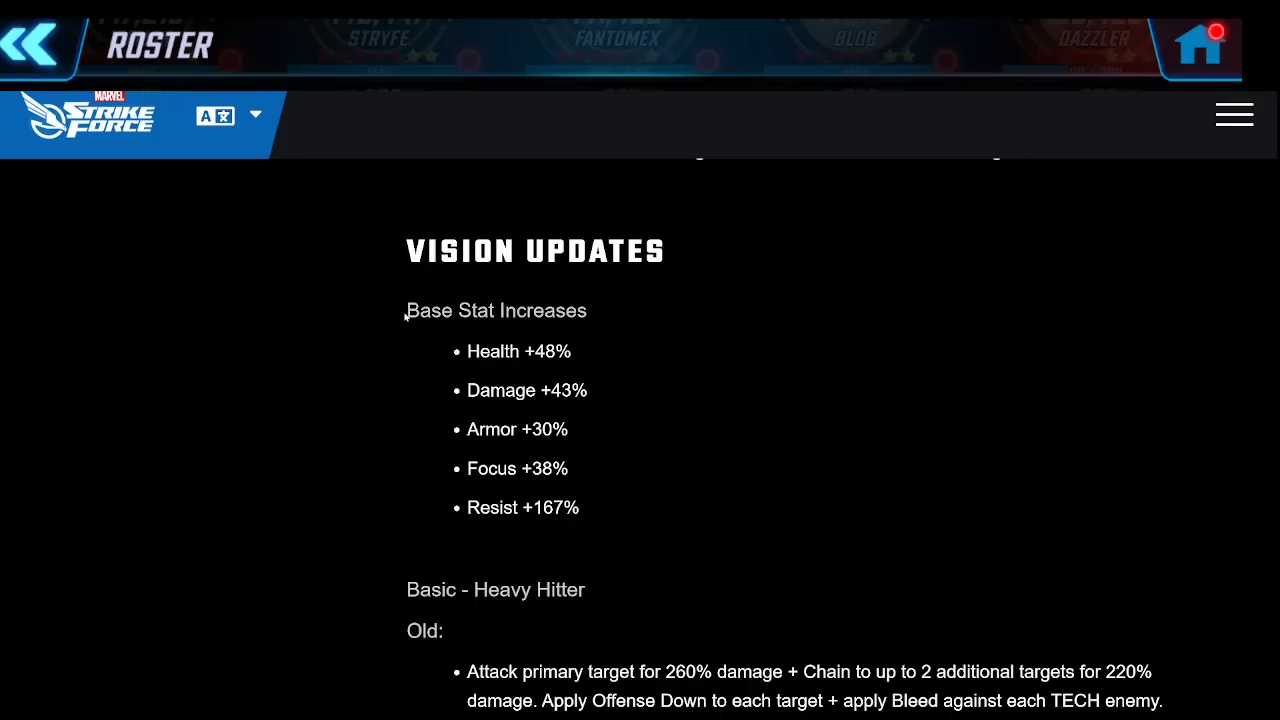 STRYFE FANTOMEX BLOB DAZZLER
ROSTER
MARVEL
STRIKE
FORCE
A
VISION UPDATES
Base Stat Increases
• Health +48%
• Damage +43%
• Armor +30%
• Focus +38%
• Resist +167%
Basic - Heavy Hitter
Old:
• Attack primary target for 260% damage + Chain to up to 2 additional targets for 220%
damage. Apply Offense Down to each target + apply Bleed against each TECH enemy.